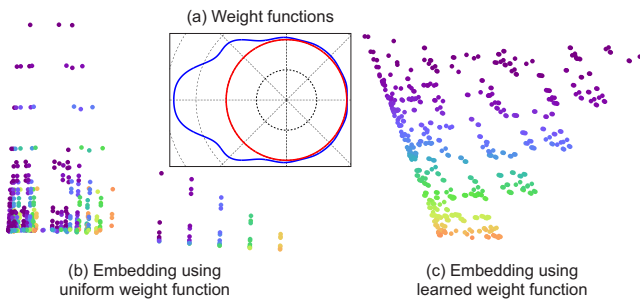 (a) Weight functions
(b) Embedding using
uniform weight function
(c) Embedding using
learned weight function